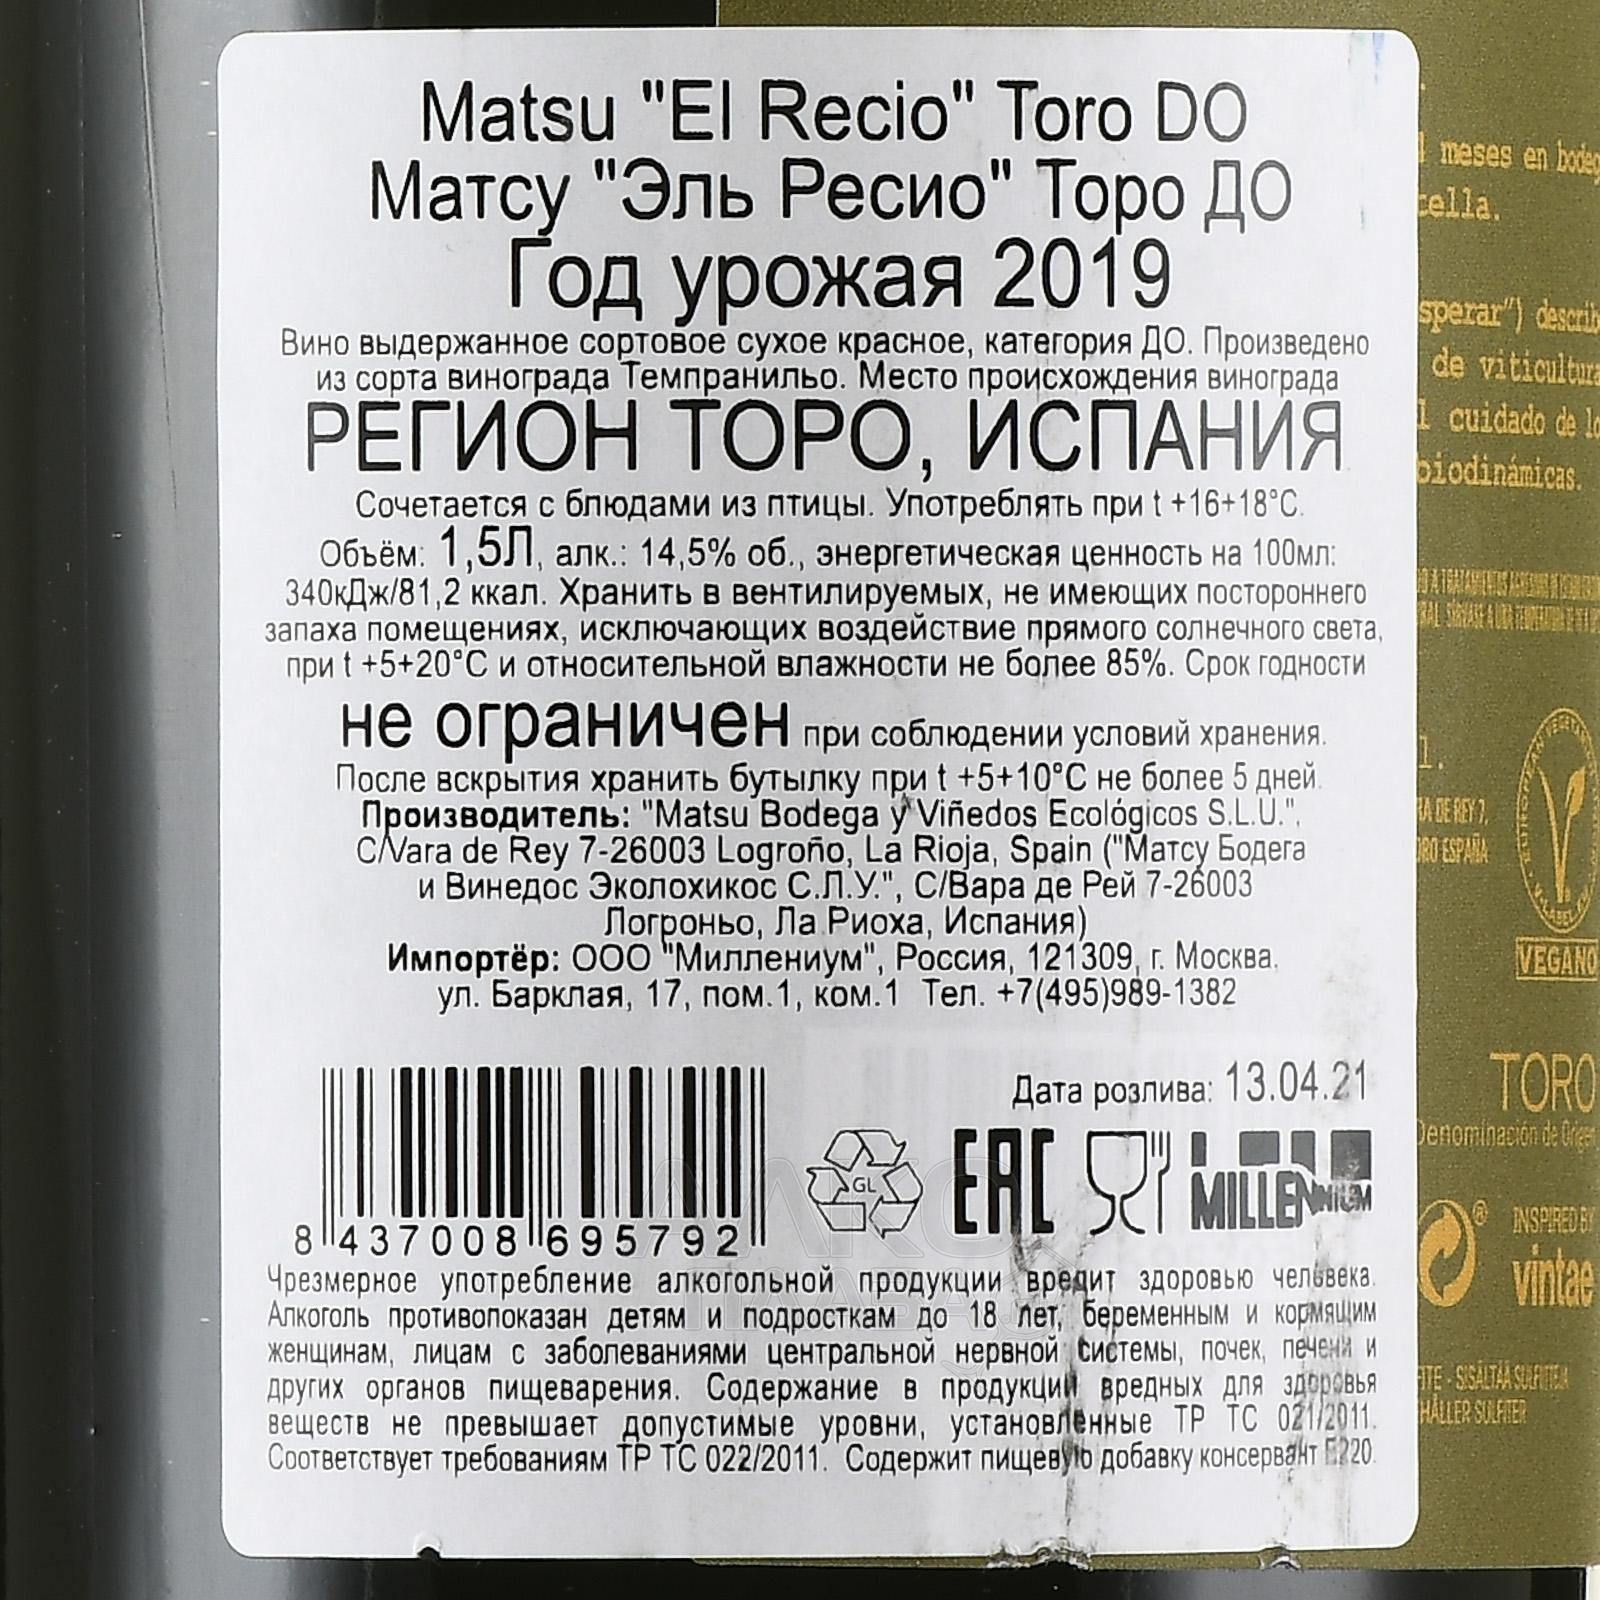 Matsu "El Recio" Toro DO
Матсу "Эль Ресио" Торо ДО
Год урожая 2019
Вино выдержанное сортовое сухое красное, категория ДО. Произведено
из сорта винограда Темпранильо. Место происхождения винограда
РЕГИОН ТОРО, ИСПАНИЯ
Сочетается с блюдами из птицы. Употреблять при t +16+18°С.
Объём: 1,5Л, алк.: 14,5% об., энергетическая ценность на 100мл:
340кДж/81,2 ккал. Хранить в вентилируемых, не имеющих постороннего
запаха помещениях, исключающих воздействие прямого солнечного света,
при t +5+20°С и относительной влажности не более 85%. Срок годности
не ограничен при соблюдении условий хранения.
После вскрытия хранить бутылку при t +5+10°С не более 5 дней.
Производитель: "Matsu Bodega y Viñedos Ecológicos S.L.U.",
C/Vara de Rey 7-26003 Logroño, La Rioja, Spain ("Матсу Бодега
и Винедос Эколохикос С.Л.У.", С/Вара де Рей 7-26003
Логроньо, Ла Риоха, Испания)
Импортёр: ООО "Миллениум", Россия, 121309, г. Москва,
ул. Барклая, 17, пом.1, ком.1 Тел. +7(495)989-1382
Дата розлива: 13.04.21
GL
EAC
MILLENNIUM
8 437008 695792
Чрезмерное употребление алкогольной продукции вредит здоровью человека.
Алкоголь противопоказан детям и подросткам до 18 лет, беременным и кормящим
женщинам, лицам с заболеваниями центральной нервной системы, почек, печени и
других органов пищеварения. Содержание в продукции вредных для здоровья
веществ не превышает допустимые уровни, установленные ТР ТС 021/2011.
Соответствует требованиям ТР ТС 022/2011. Содержит пищевую добавку консервант Е220.
meses en
sperar")
de viticultura
cuidado de
biodinámicas.
DE REY 7,
ESPAÑA
V-LABEL
VEGANO
TORO
Denominación de Origen
INSPIRED BY
vintae
SISÄLTÄÄ SULFIITTEJA
SULFITER